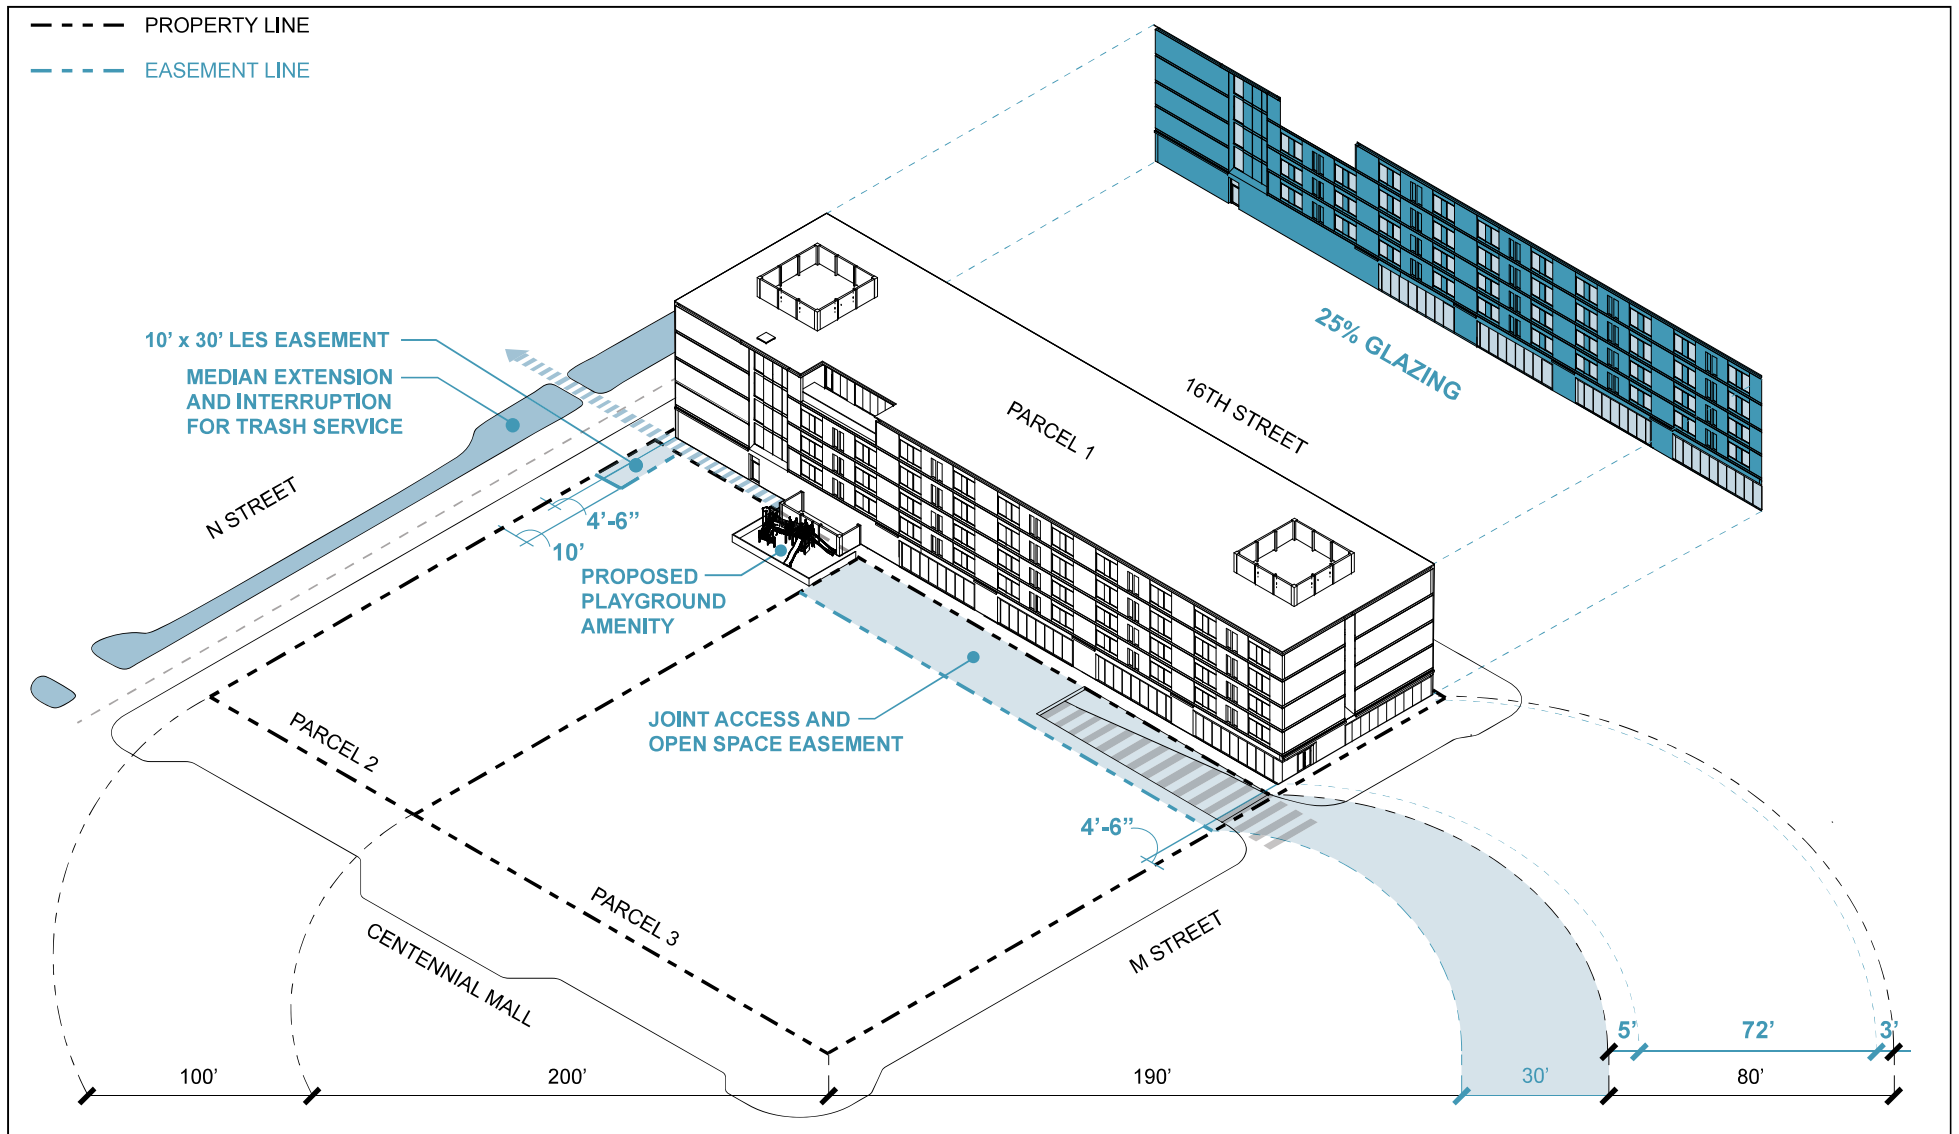 PROPERTY LINE
EASEMENT LINE
10’ x 30’ LES EASEMENT
MEDIAN EXTENSION
AND INTERRUPTION
FOR TRASH SERVICE
N STREET
4’-6”
10’
PROPOSED
PLAYGROUND
AMENITY
25% GLAZING
16TH STREET
PARCEL 1
JOINT ACCESS AND
OPEN SPACE EASEMENT
PARCEL 2
PARCEL 3
CENTENNIAL MALL
4’-6”
M STREET
5’
72’
3’
100’
200’
190’
30’
80’